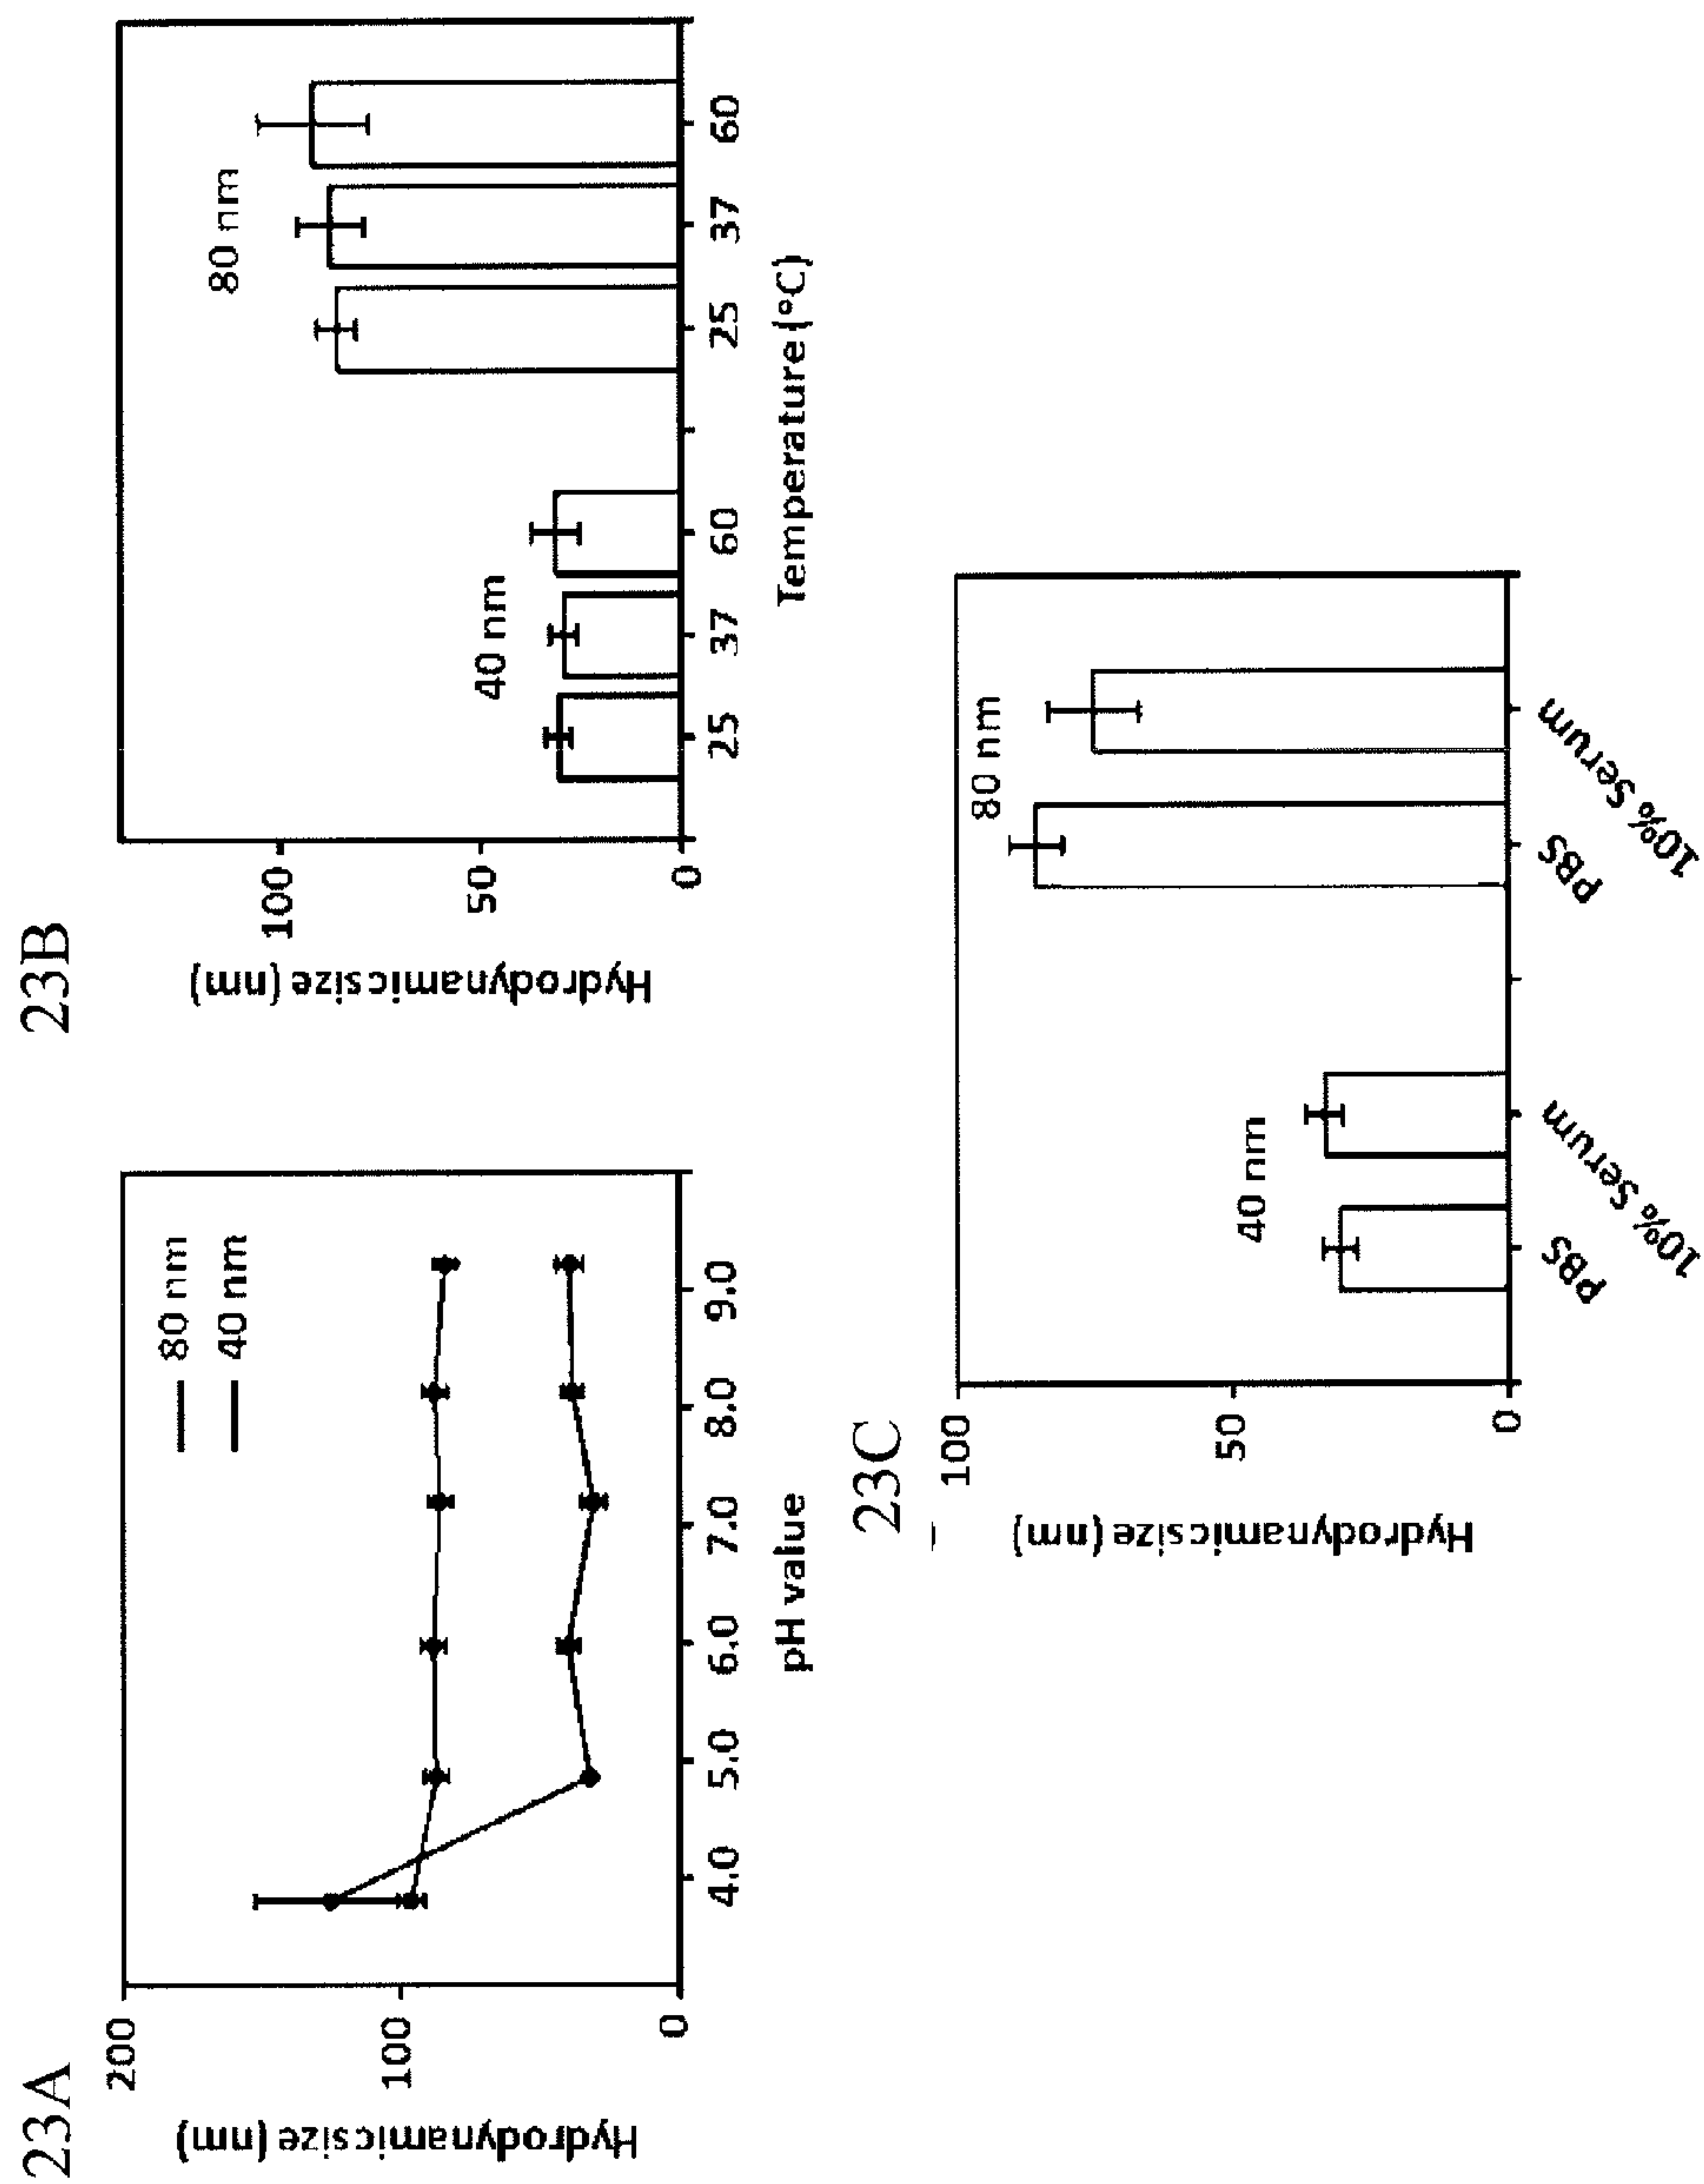 23A
Hydrodynamic size (nm)
200
100
0
80 nm
40 nm
4.0 5.0 6.0 7.0 8.0 9.0
pH value
23B
Hydrodynamic size (nm)
100
50
0
40 nm
80 nm
25 37 60 25 37 60
Temperature (°C)
23C
Hydrodynamic size (nm)
100
50
0
40 nm
80 nm
PBS 10% Serum PBS 10% Serum